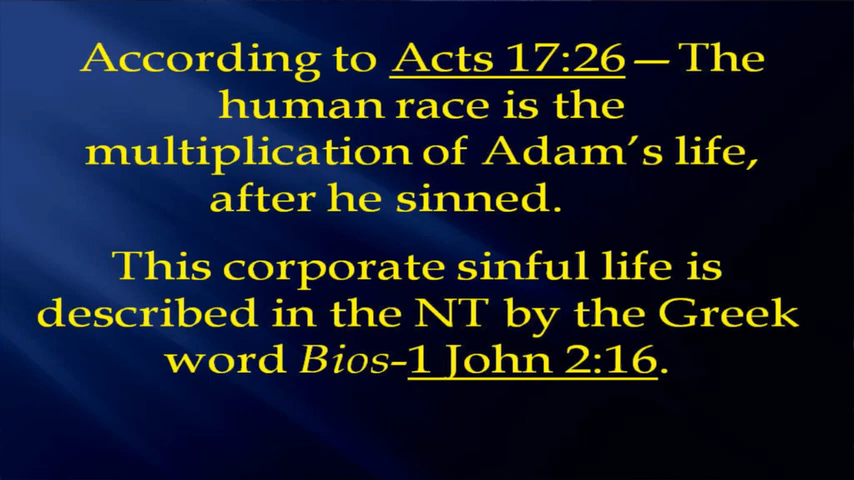 According to Acts 17:26 – The
human race is the
multiplication of Adam’s life,
after he sinned.
This corporate sinful life is
described in the NT by the Greek
word Bios-1 John 2:16.